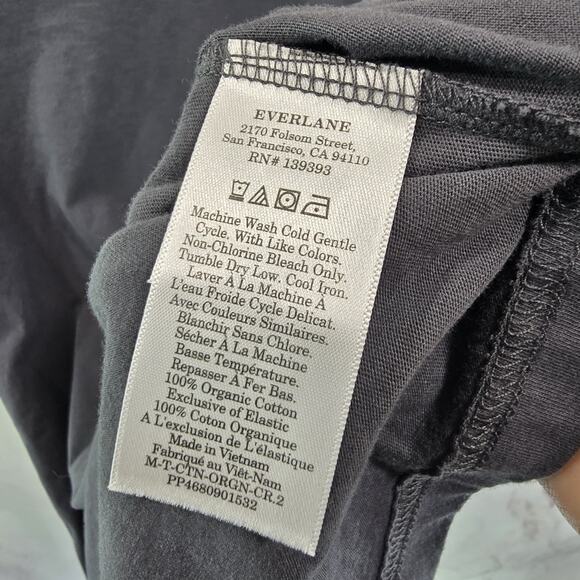 EVERLANE
2170 Folsom Street,
San Francisco, CA 94110
RN# 139393
Machine Wash Cold Gentle
Cycle. With Like Colors.
Non-Chlorine Bleach Only.
Tumble Dry Low. Cool Iron.
Laver À La Machine À
L'eau Froide Cycle Delicat.
Avec Couleurs Similaires.
Blanchir Sans Chlore.
Sécher À La Machine
Basse Température.
Repasser À Fer Bas.
100% Organic Cotton
Exclusive of Elastic
100% Coton Organique
A L'exclusion de L'élastique
Made in Vietnam
Fabriqué au Viêt-Nam
M-T-CTN-ORGN-CR.2
PP4680901532